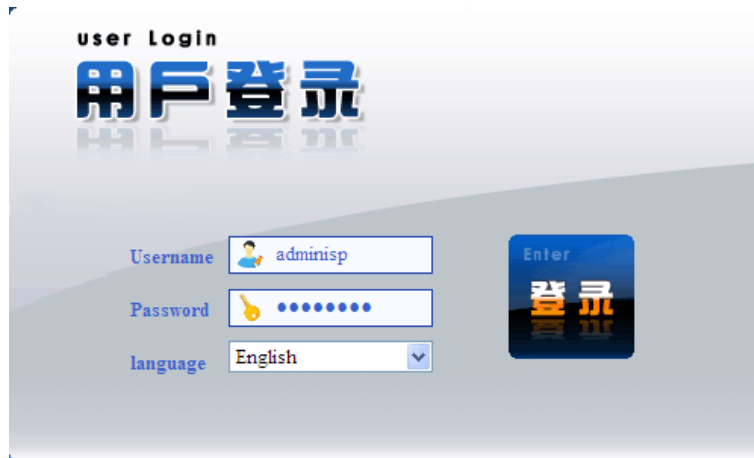 user Login
用戶登录
Username adminisp
Enter
Password ••••••••
登录
language English